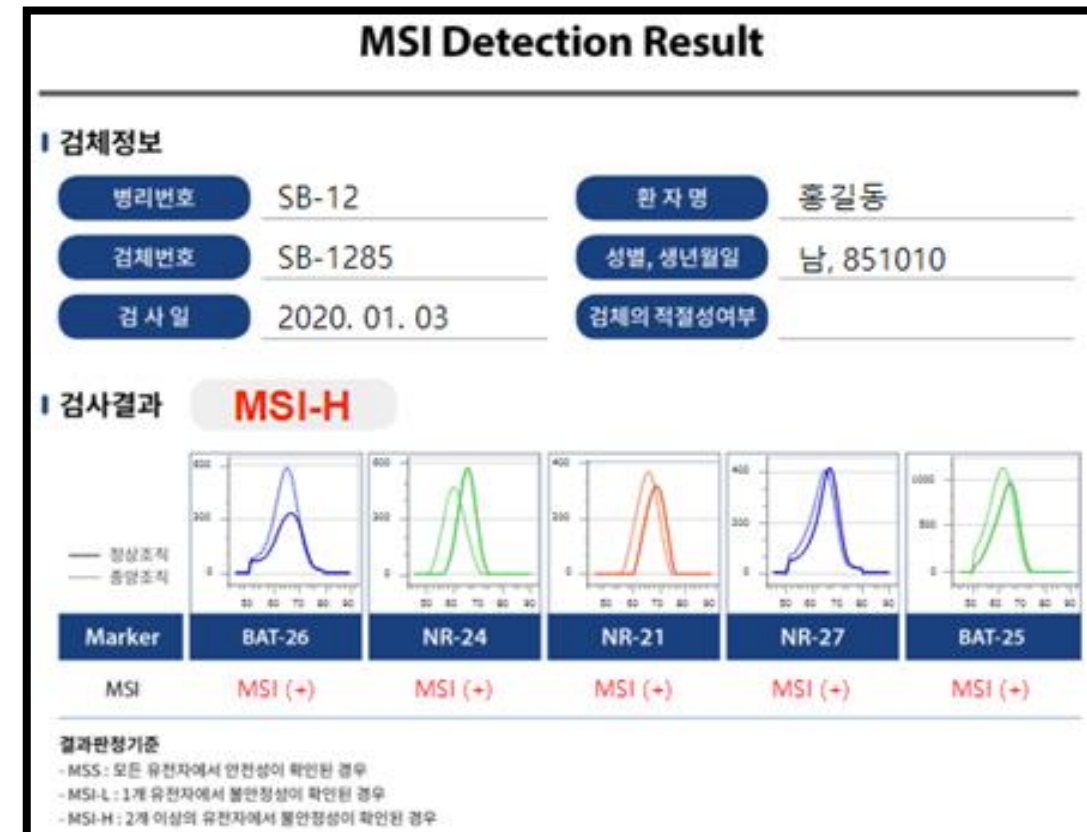 MSI Detection Result
검체정보
병리번호 SB-12 환자명 홍길동
검체번호 SB-1285 성별, 생년월일 남, 851010
검사일 2020. 01. 03 검체의 적절성여부
검사결과 MSI-H
정상조직
종양조직
Marker BAT-26 NR-24 NR-21 NR-27 BAT-25
MSI MSI (+) MSI (+) MSI (+) MSI (+) MSI (+)
결과판정기준
- MSS : 모든 유전자에서 안전성이 확인된 경우
- MSI-L : 1개 유전자에서 불안정성이 확인된 경우
- MSI-H : 2개 이상의 유전자에서 불안정성이 확인된 경우